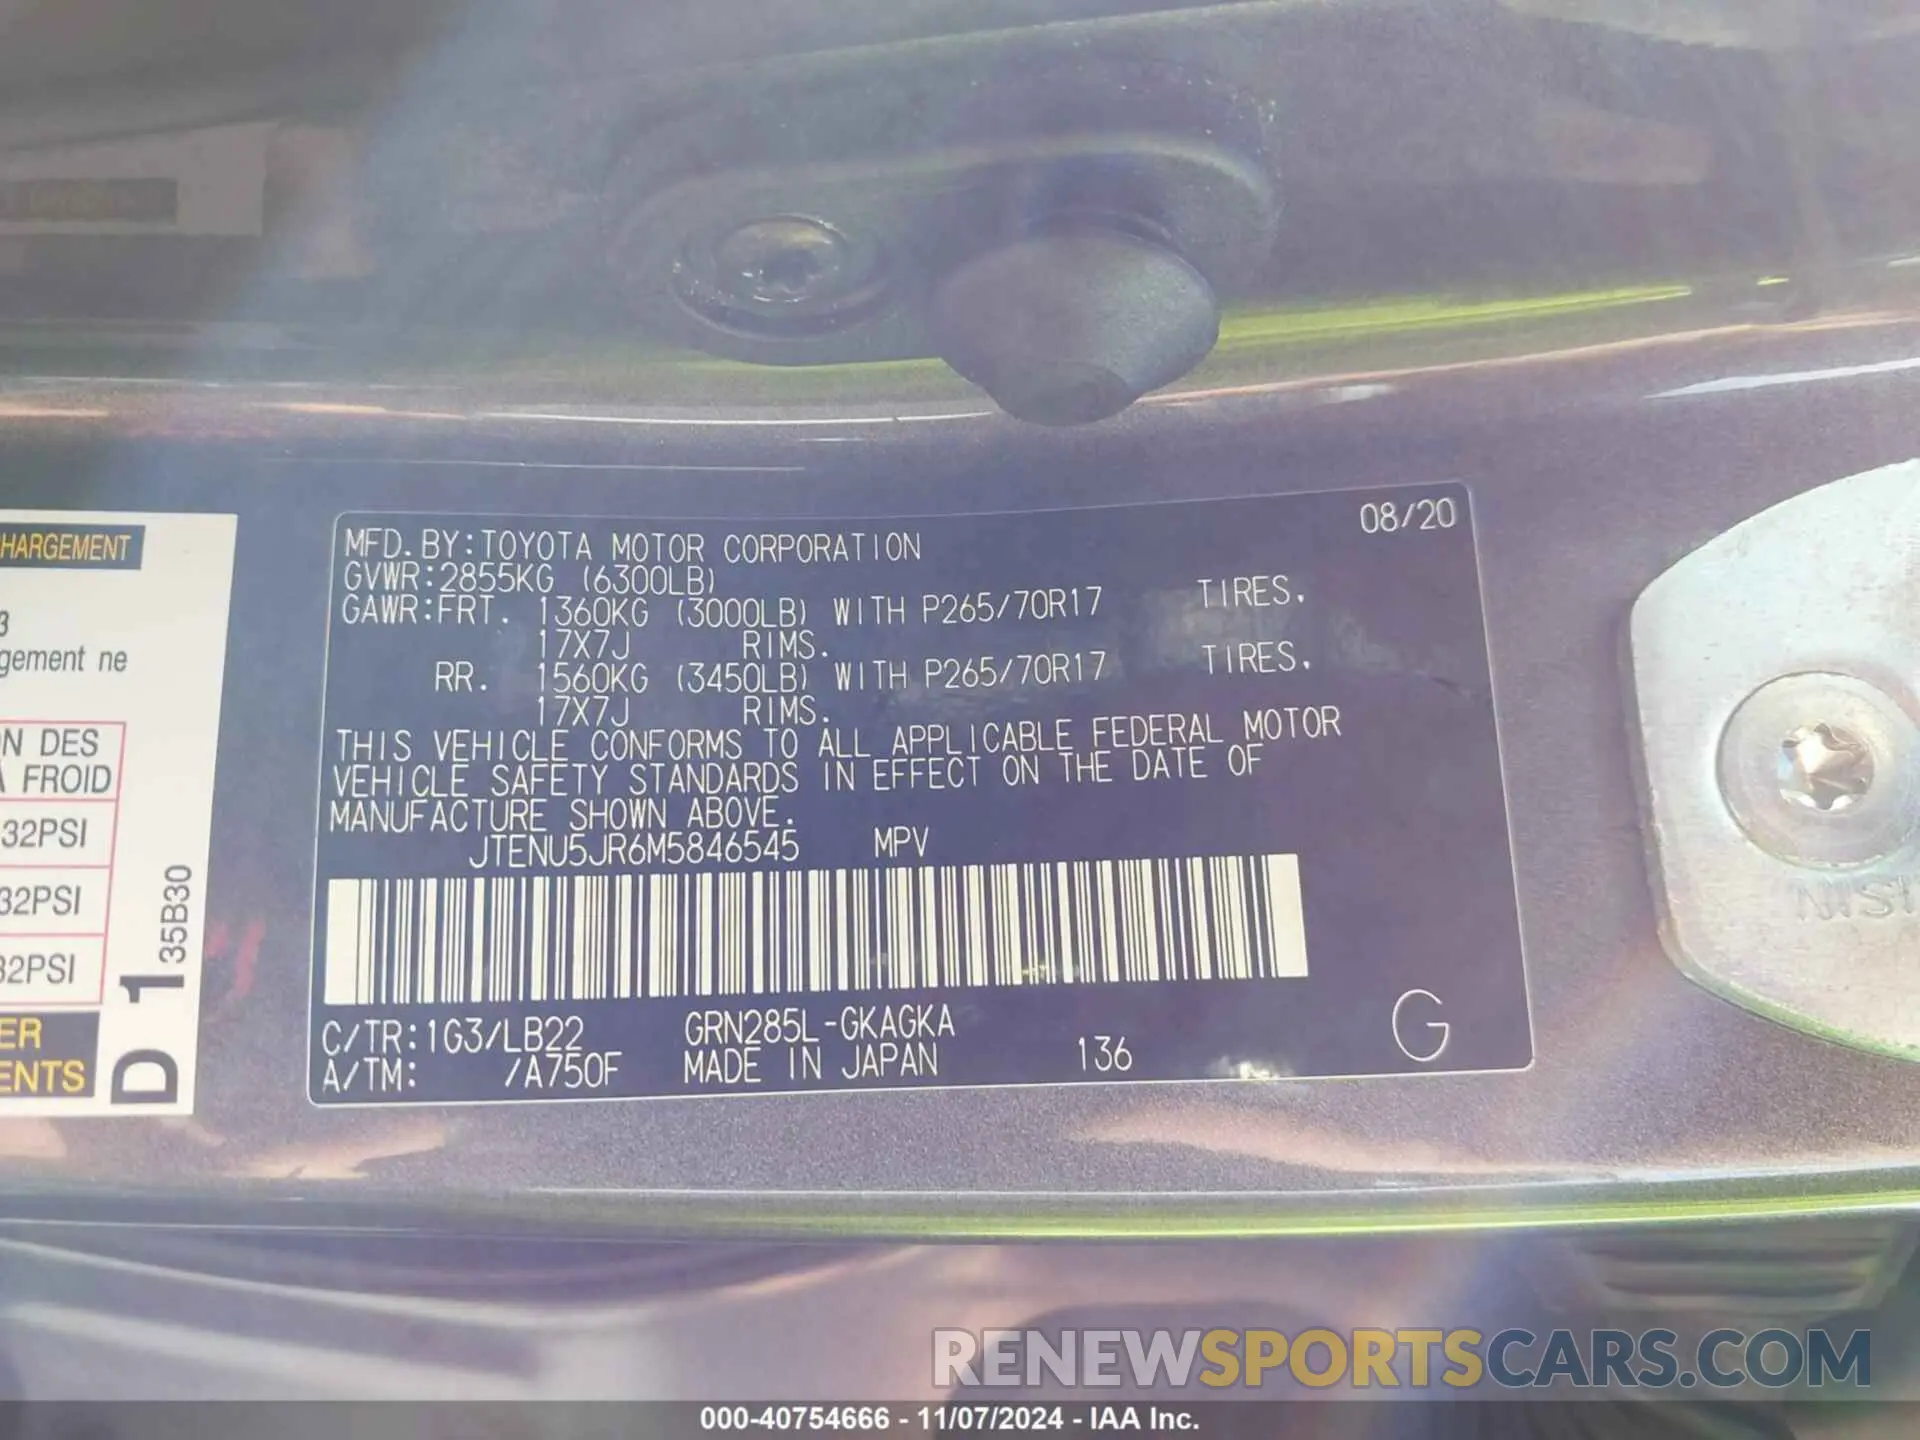 HARGEMENT
3
gement ne
N DES
À FROID
32PSI
32PSI
32PSI
ER
ENTS
D 1 35B30
08/20
MFD. BY: TOYOTA MOTOR CORPORATION
GVWR: 2855KG (6300LB)
GAWR: FRT. 1360KG (3000LB) WITH P265/70R17 TIRES.
17X7J RIMS.
RR. 1560KG (3450LB) WITH P265/70R17 TIRES.
17X7J RIMS.
THIS VEHICLE CONFORMS TO ALL APPLICABLE FEDERAL MOTOR
VEHICLE SAFETY STANDARDS IN EFFECT ON THE DATE OF
MANUFACTURE SHOWN ABOVE.
JTENU5JR6M5846545 MPV
C/TR: 1G3/LB22 GRN285L-GKAGKA
A/TM: /A750F MADE IN JAPAN 136
G
NISI
RENEWSPORTSCARS.COM
000-40754666 - 11/07/2024 - IAA Inc.